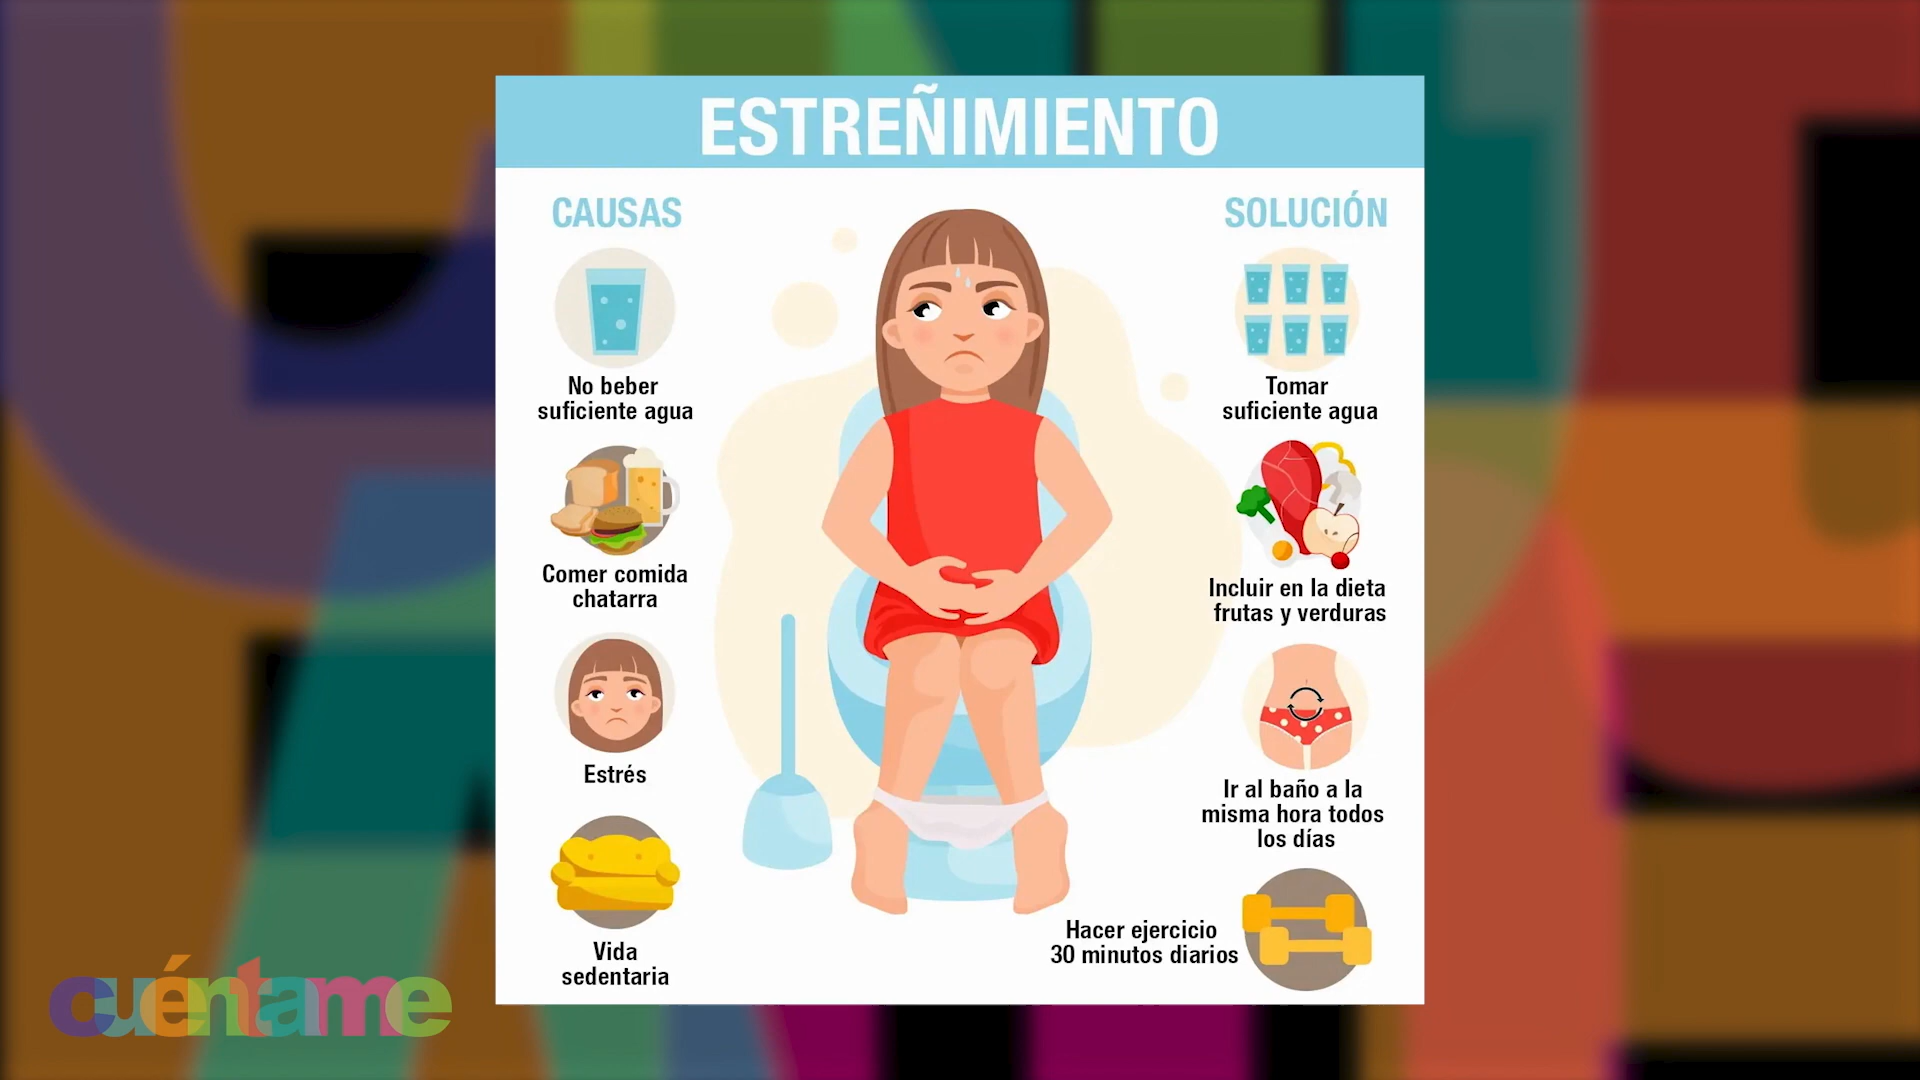 ESTREÑIMIENTO
CAUSAS
No beber
suficiente agua
Comer comida
chatarra
Estrés
Vida
sedentaria
SOLUCIÓN
Tomar
suficiente agua
Incluir en la dieta
frutas y verduras
Ir al baño a la
misma hora todos
los días
Hacer ejercicio
30 minutos diarios
cuéntame